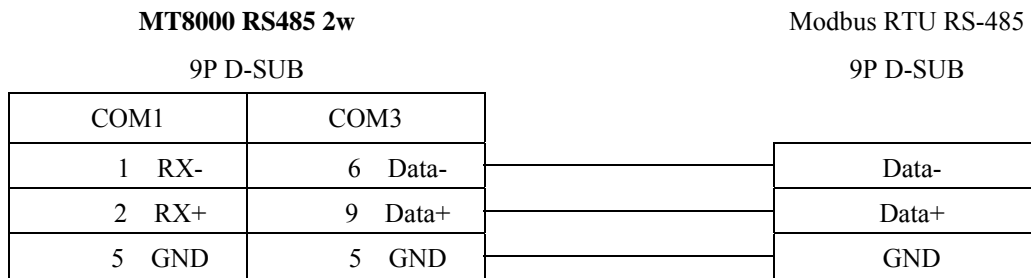 MT8000 RS485 2w Modbus RTU RS-485
9P D-SUB 9P D-SUB
COM1 COM3
1 RX- 6 Data- Data-
2 RX+ 9 Data+ Data+
5 GND 5 GND GND